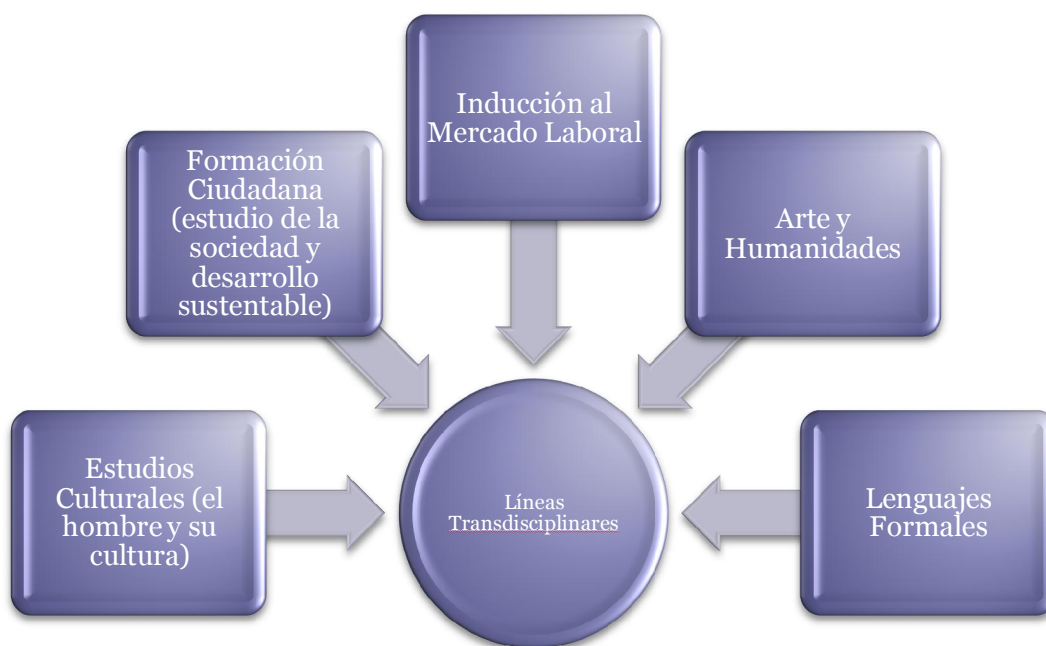 Inducción al
Mercado Laboral
Formación
Ciudadana
(estudio de la
sociedad y
desarrollo
sustentable)
Arte y
Humanidades
Estudios
Culturales (el
hombre y su
cultura)
Líneas
Transdisciplinares
Lenguajes
Formales